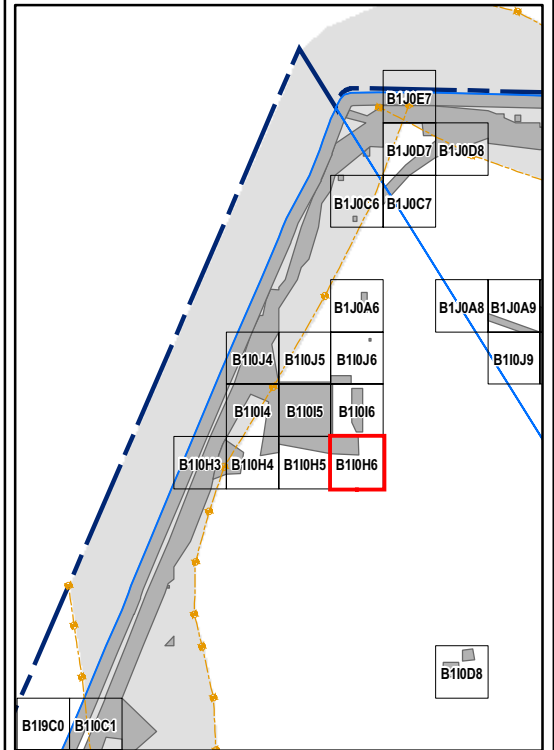 B1J0E7
B1J0D7 B1J0D8
B1J0C6 B1J0C7
B1J0A6 B1J0A8 B1J0A9
B1I0J4 B1I0J5 B1I0J6 B1I0J9
B1I0I4 B1I0I5 B1I0I6
B1I0H3 B1I0H4 B1I0H5 B1I0H6
B1I0D8
B1I9C0 B1I0C1